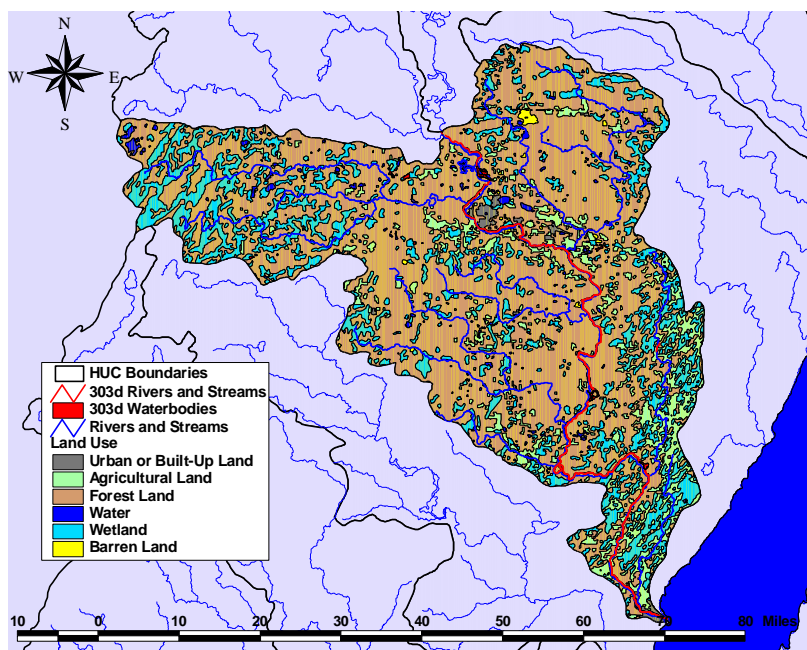 N
W E
S
HUC Boundaries
303d Rivers and Streams
303d Waterbodies
Rivers and Streams
Land Use
Urban or Built-Up Land
Agricultural Land
Forest Land
Water
Wetland
Barren Land
10 0 10 20 30 40 50 60 70 80 Miles